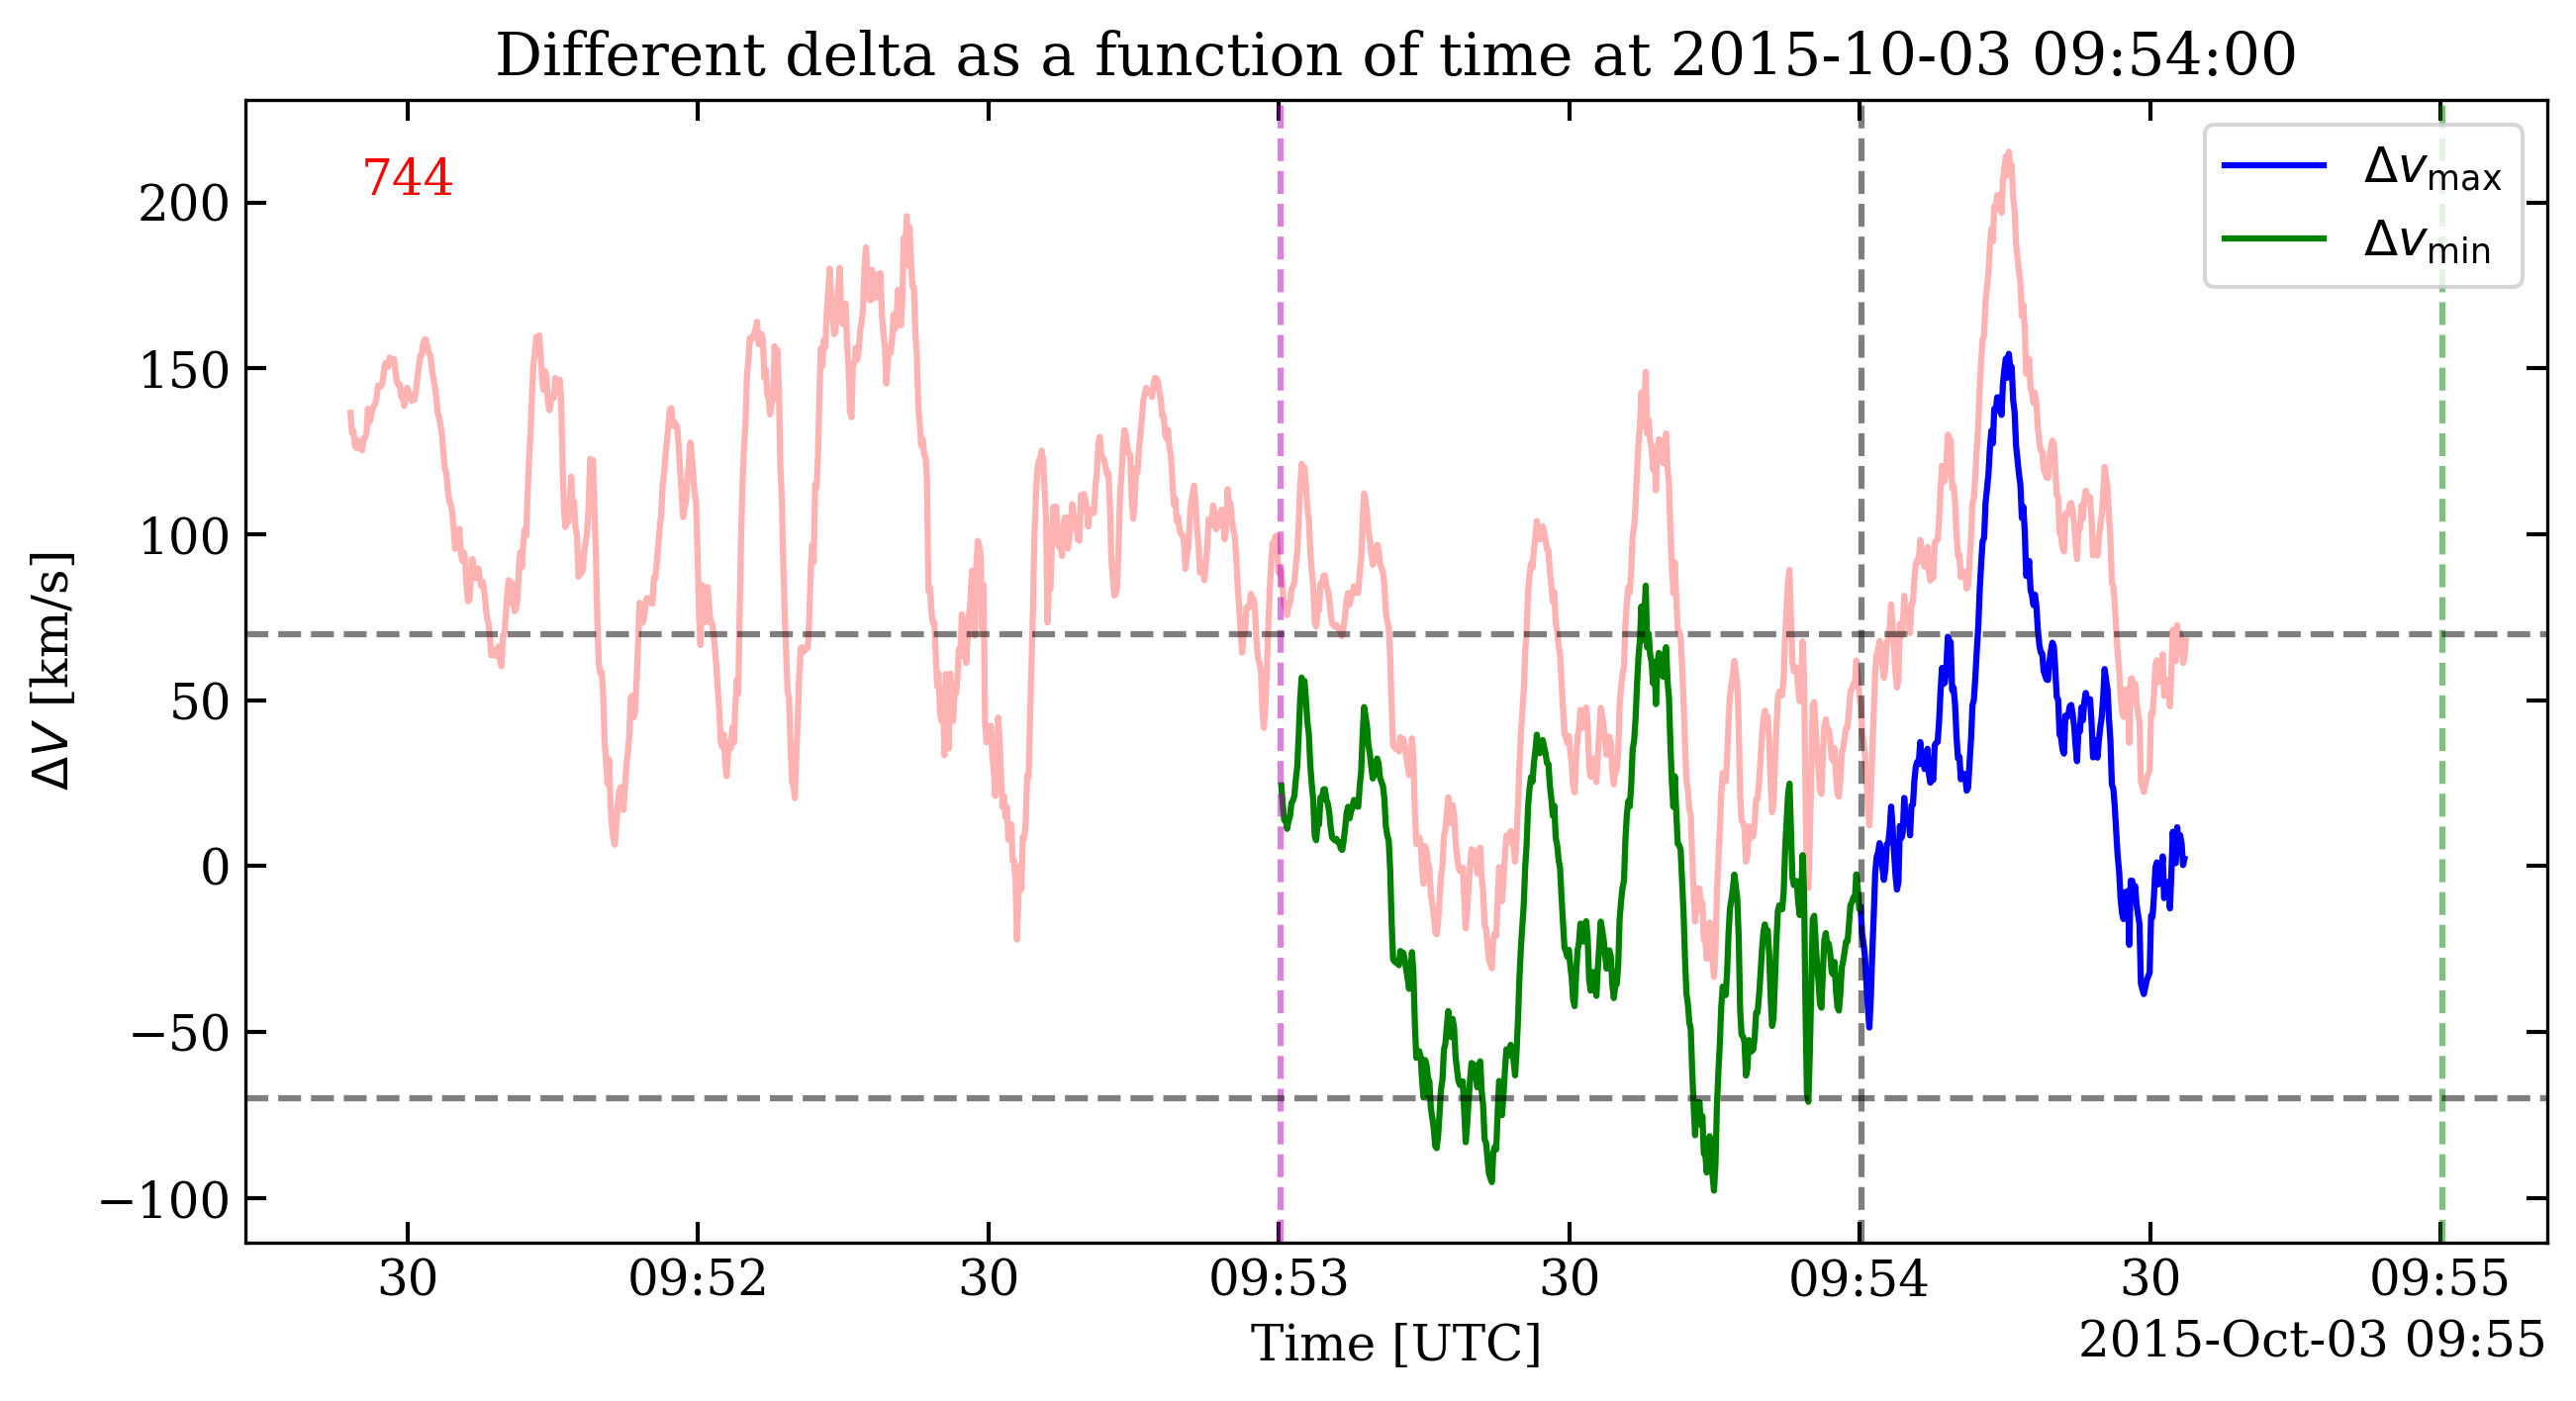 Different delta as a function of time at 2015-10-03 09:54:00
744
Δv_max
Δv_min
200
150
100
50
0
−50
−100
ΔV [km/s]
30 09:52 30 09:53 30 09:54 30 09:55
Time [UTC]
2015-Oct-03 09:55